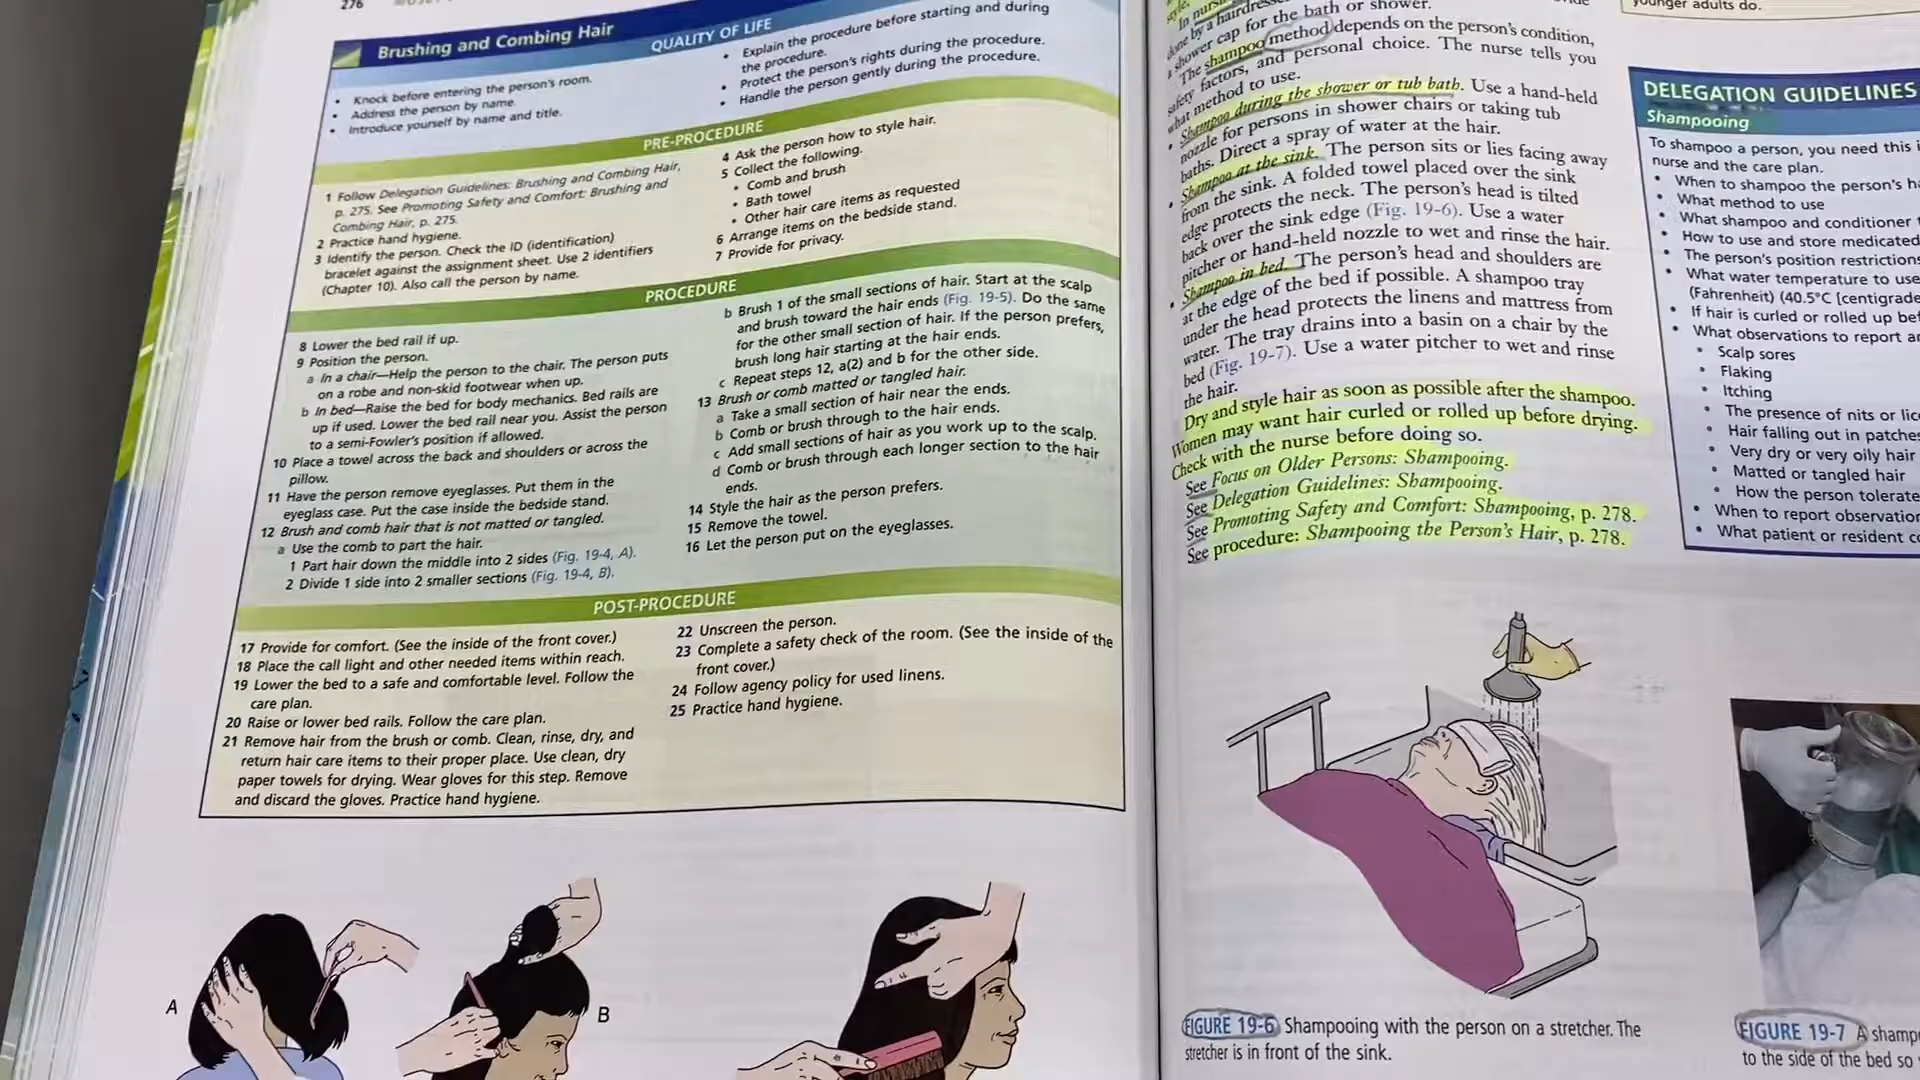 276
Brushing and Combing Hair
QUALITY OF LIFE
• Knock before entering the person's room.
• Address the person by name.
• Introduce yourself by name and title.
• Explain the procedure before starting and during
the procedure.
• Protect the person's rights during the procedure.
• Handle the person gently during the procedure.
PRE-PROCEDURE
1 Follow Delegation Guidelines: Brushing and Combing Hair,
p. 275. See Promoting Safety and Comfort: Brushing and
Combing Hair, p. 275.
2 Practice hand hygiene.
3 Identify the person. Check the ID (identification)
bracelet against the assignment sheet. Use 2 identifiers
(Chapter 10). Also call the person by name.
4 Ask the person how to style hair.
5 Collect the following.
• Comb and brush
• Bath towel
• Other hair care items as requested
6 Arrange items on the bedside stand.
7 Provide for privacy.
PROCEDURE
8 Lower the bed rail if up.
9 Position the person.
a In a chair—Help the person to the chair. The person puts
on a robe and non-skid footwear when up.
b In bed—Raise the bed for body mechanics. Bed rails are
up if used. Lower the bed rail near you. Assist the person
to a semi-Fowler's position if allowed.
10 Place a towel across the back and shoulders or across the
pillow.
11 Have the person remove eyeglasses. Put them in the
eyeglass case. Put the case inside the bedside stand.
12 Brush and comb hair that is not matted or tangled.
a Use the comb to part the hair.
1 Part hair down the middle into 2 sides (Fig. 19-4, A).
2 Divide 1 side into 2 smaller sections (Fig. 19-4, B).
b Brush 1 of the small sections of hair. Start at the scalp
and brush toward the hair ends (Fig. 19-5). Do the same
for the other small section of hair. If the person prefers,
brush long hair starting at the hair ends.
c Repeat steps 12, a(2) and b for the other side.
13 Brush or comb matted or tangled hair.
a Take a small section of hair near the ends.
b Comb or brush through to the hair ends.
c Add small sections of hair as you work up to the scalp.
d Comb or brush through each longer section to the hair
ends.
14 Style the hair as the person prefers.
15 Remove the towel.
16 Let the person put on the eyeglasses.
POST-PROCEDURE
17 Provide for comfort. (See the inside of the front cover.)
18 Place the call light and other needed items within reach.
19 Lower the bed to a safe and comfortable level. Follow the
care plan.
20 Raise or lower bed rails. Follow the care plan.
21 Remove hair from the brush or comb. Clean, rinse, dry, and
return hair care items to their proper place. Use clean, dry
paper towels for drying. Wear gloves for this step. Remove
and discard the gloves. Practice hand hygiene.
22 Unscreen the person.
23 Complete a safety check of the room. (See the inside of the
front cover.)
24 Follow agency policy for used linens.
25 Practice hand hygiene.
A
B
style.
In nursing
done by a hairdresser
a shower cap for the bath or shower.
The shampoo method depends on the person's condition,
safety factors, and personal choice. The nurse tells you
what method to use.
• Shampoo during the shower or tub bath. Use a hand-held
nozzle for persons in shower chairs or taking tub
baths. Direct a spray of water at the hair.
• Shampoo at the sink. The person sits or lies facing away
from the sink. A folded towel placed over the sink
edge protects the neck. The person's head is tilted
back over the sink edge (Fig. 19-6). Use a water
pitcher or hand-held nozzle to wet and rinse the hair.
• Shampoo in bed. The person's head and shoulders are
at the edge of the bed if possible. A shampoo tray
under the head protects the linens and mattress from
water. The tray drains into a basin on a chair by the
bed (Fig. 19-7). Use a water pitcher to wet and rinse
the hair.
Dry and style hair as soon as possible after the shampoo.
Women may want hair curled or rolled up before drying.
Check with the nurse before doing so.
See Focus on Older Persons: Shampooing.
See Delegation Guidelines: Shampooing.
See Promoting Safety and Comfort: Shampooing, p. 278.
See procedure: Shampooing the Person's Hair, p. 278.
FIGURE 19-6 Shampooing with the person on a stretcher. The
stretcher is in front of the sink.
younger adults do.
DELEGATION GUIDELINES
Shampooing
To shampoo a person, you need this i
nurse and the care plan.
• When to shampoo the person's ha
• What method to use
• What shampoo and conditioner
• How to use and store medicated
• The person's position restrictions
• What water temperature to use
(Fahrenheit) (40.5°C [centigrade
• If hair is curled or rolled up bef
• What observations to report a
• Scalp sores
• Flaking
• Itching
• The presence of nits or lice
• Hair falling out in patches
• Very dry or very oily hair
• Matted or tangled hair
• How the person tolerate
• When to report observation
• What patient or resident co
FIGURE 19-7 A shamp
to the side of the bed so